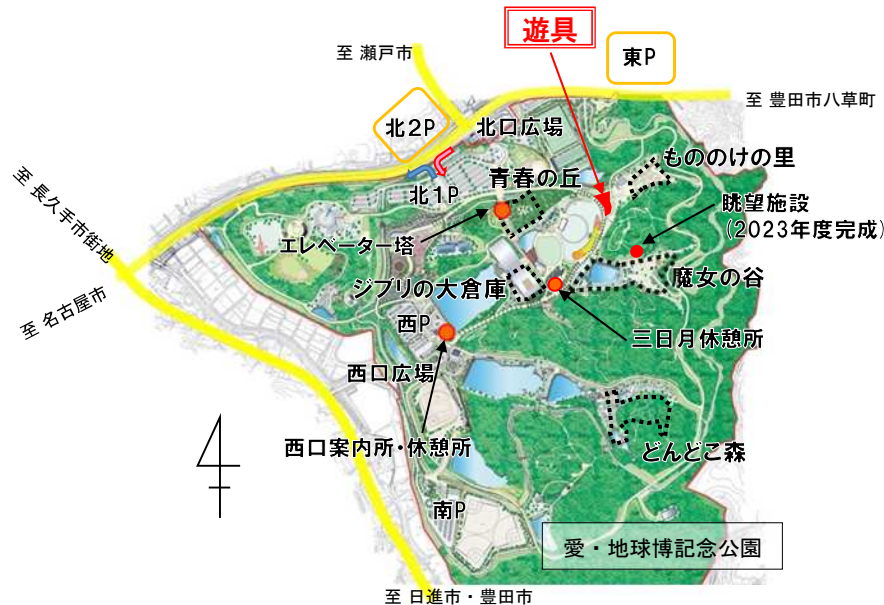 遊具
至 瀬戸市
東P
至 豊田市八草町
北2P
北口広場
もののけの里
至 長久手市街地
北1P
青春の丘
眺望施設
(2023年度完成)
エレベーター塔
魔女の谷
ジブリの大倉庫
至 名古屋市
西P
三日月休憩所
西口広場
西口案内所・休憩所
どんどこ森
南P
愛・地球博記念公園
至 日進市・豊田市